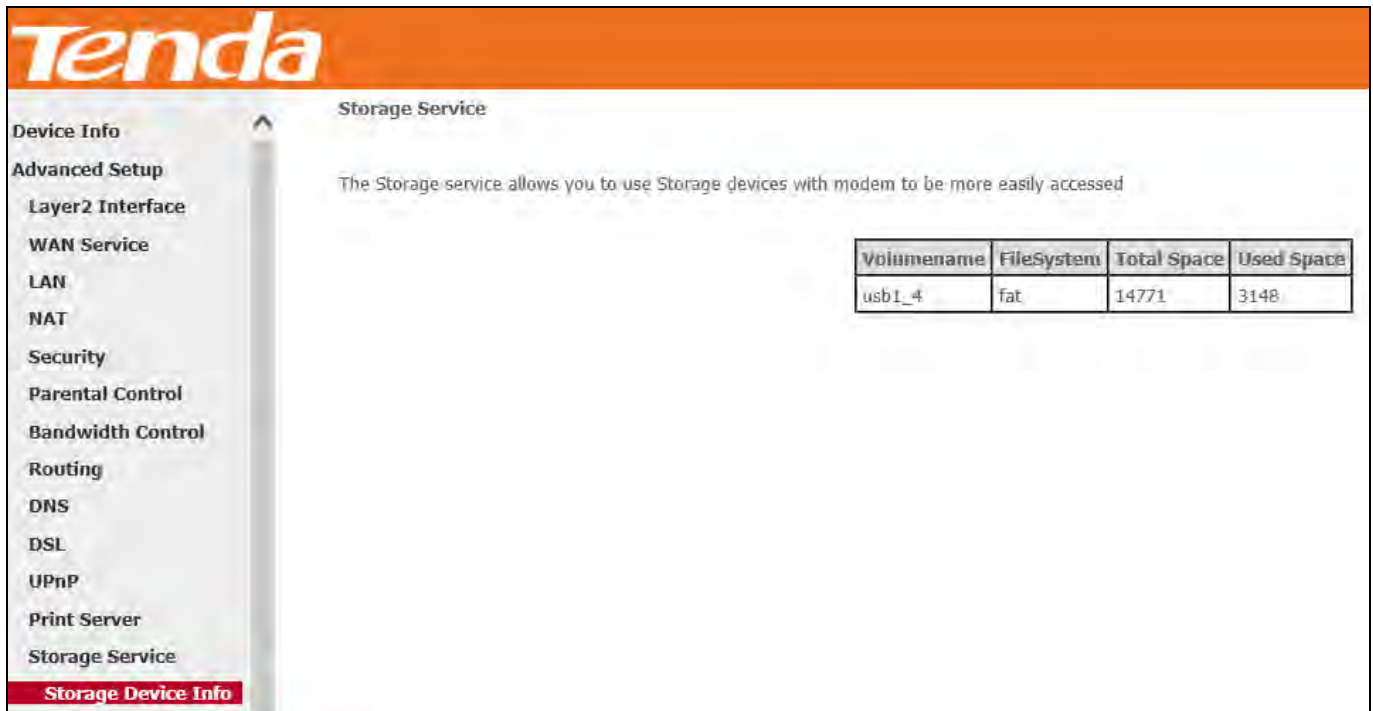 Tenda
Device Info
Advanced Setup
Layer2 Interface
WAN Service
LAN
NAT
Security
Parental Control
Bandwidth Control
Routing
DNS
DSL
UPnP
Print Server
Storage Service
Storage Device Info
Storage Service
The Storage service allows you to use Storage devices with modem to be more easily accessed
Volumename FileSystem Total Space Used Space
usb1_4 fat 14771 3148